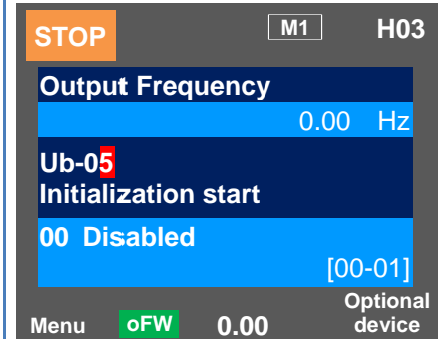 STOP M1 H03
Output Frequency
0.00 Hz
Ub-05
Initialization start
00 Disabled
[00-01]
Menu oFW 0.00 Optional
device